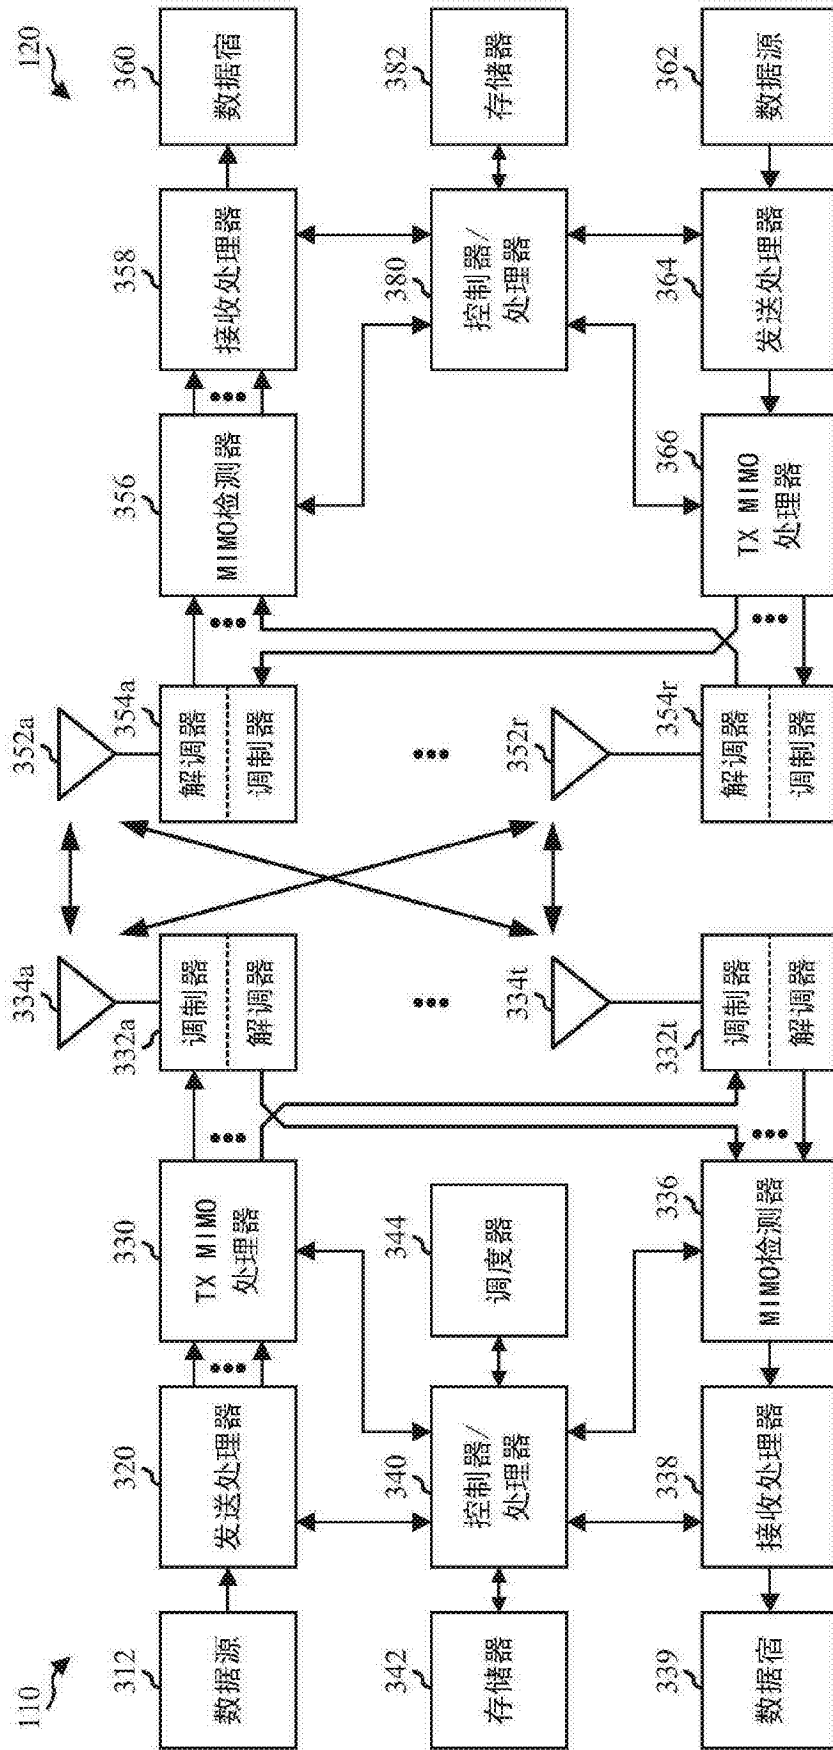 110
120
312
数据源
320
发送处理器
330
TX MIMO
处理器
332a
调制器
解调器
334a
352a
354a
解调器
调制器
356
MIMO检测器
358
接收处理器
360
数据宿
342
存储器
340
控制器/
处理器
344
调度器
334t
352r
380
控制器/
处理器
382
存储器
339
数据宿
338
接收处理器
336
MIMO检测器
332t
调制器
解调器
354r
解调器
调制器
366
TX MIMO
处理器
364
发送处理器
362
数据源